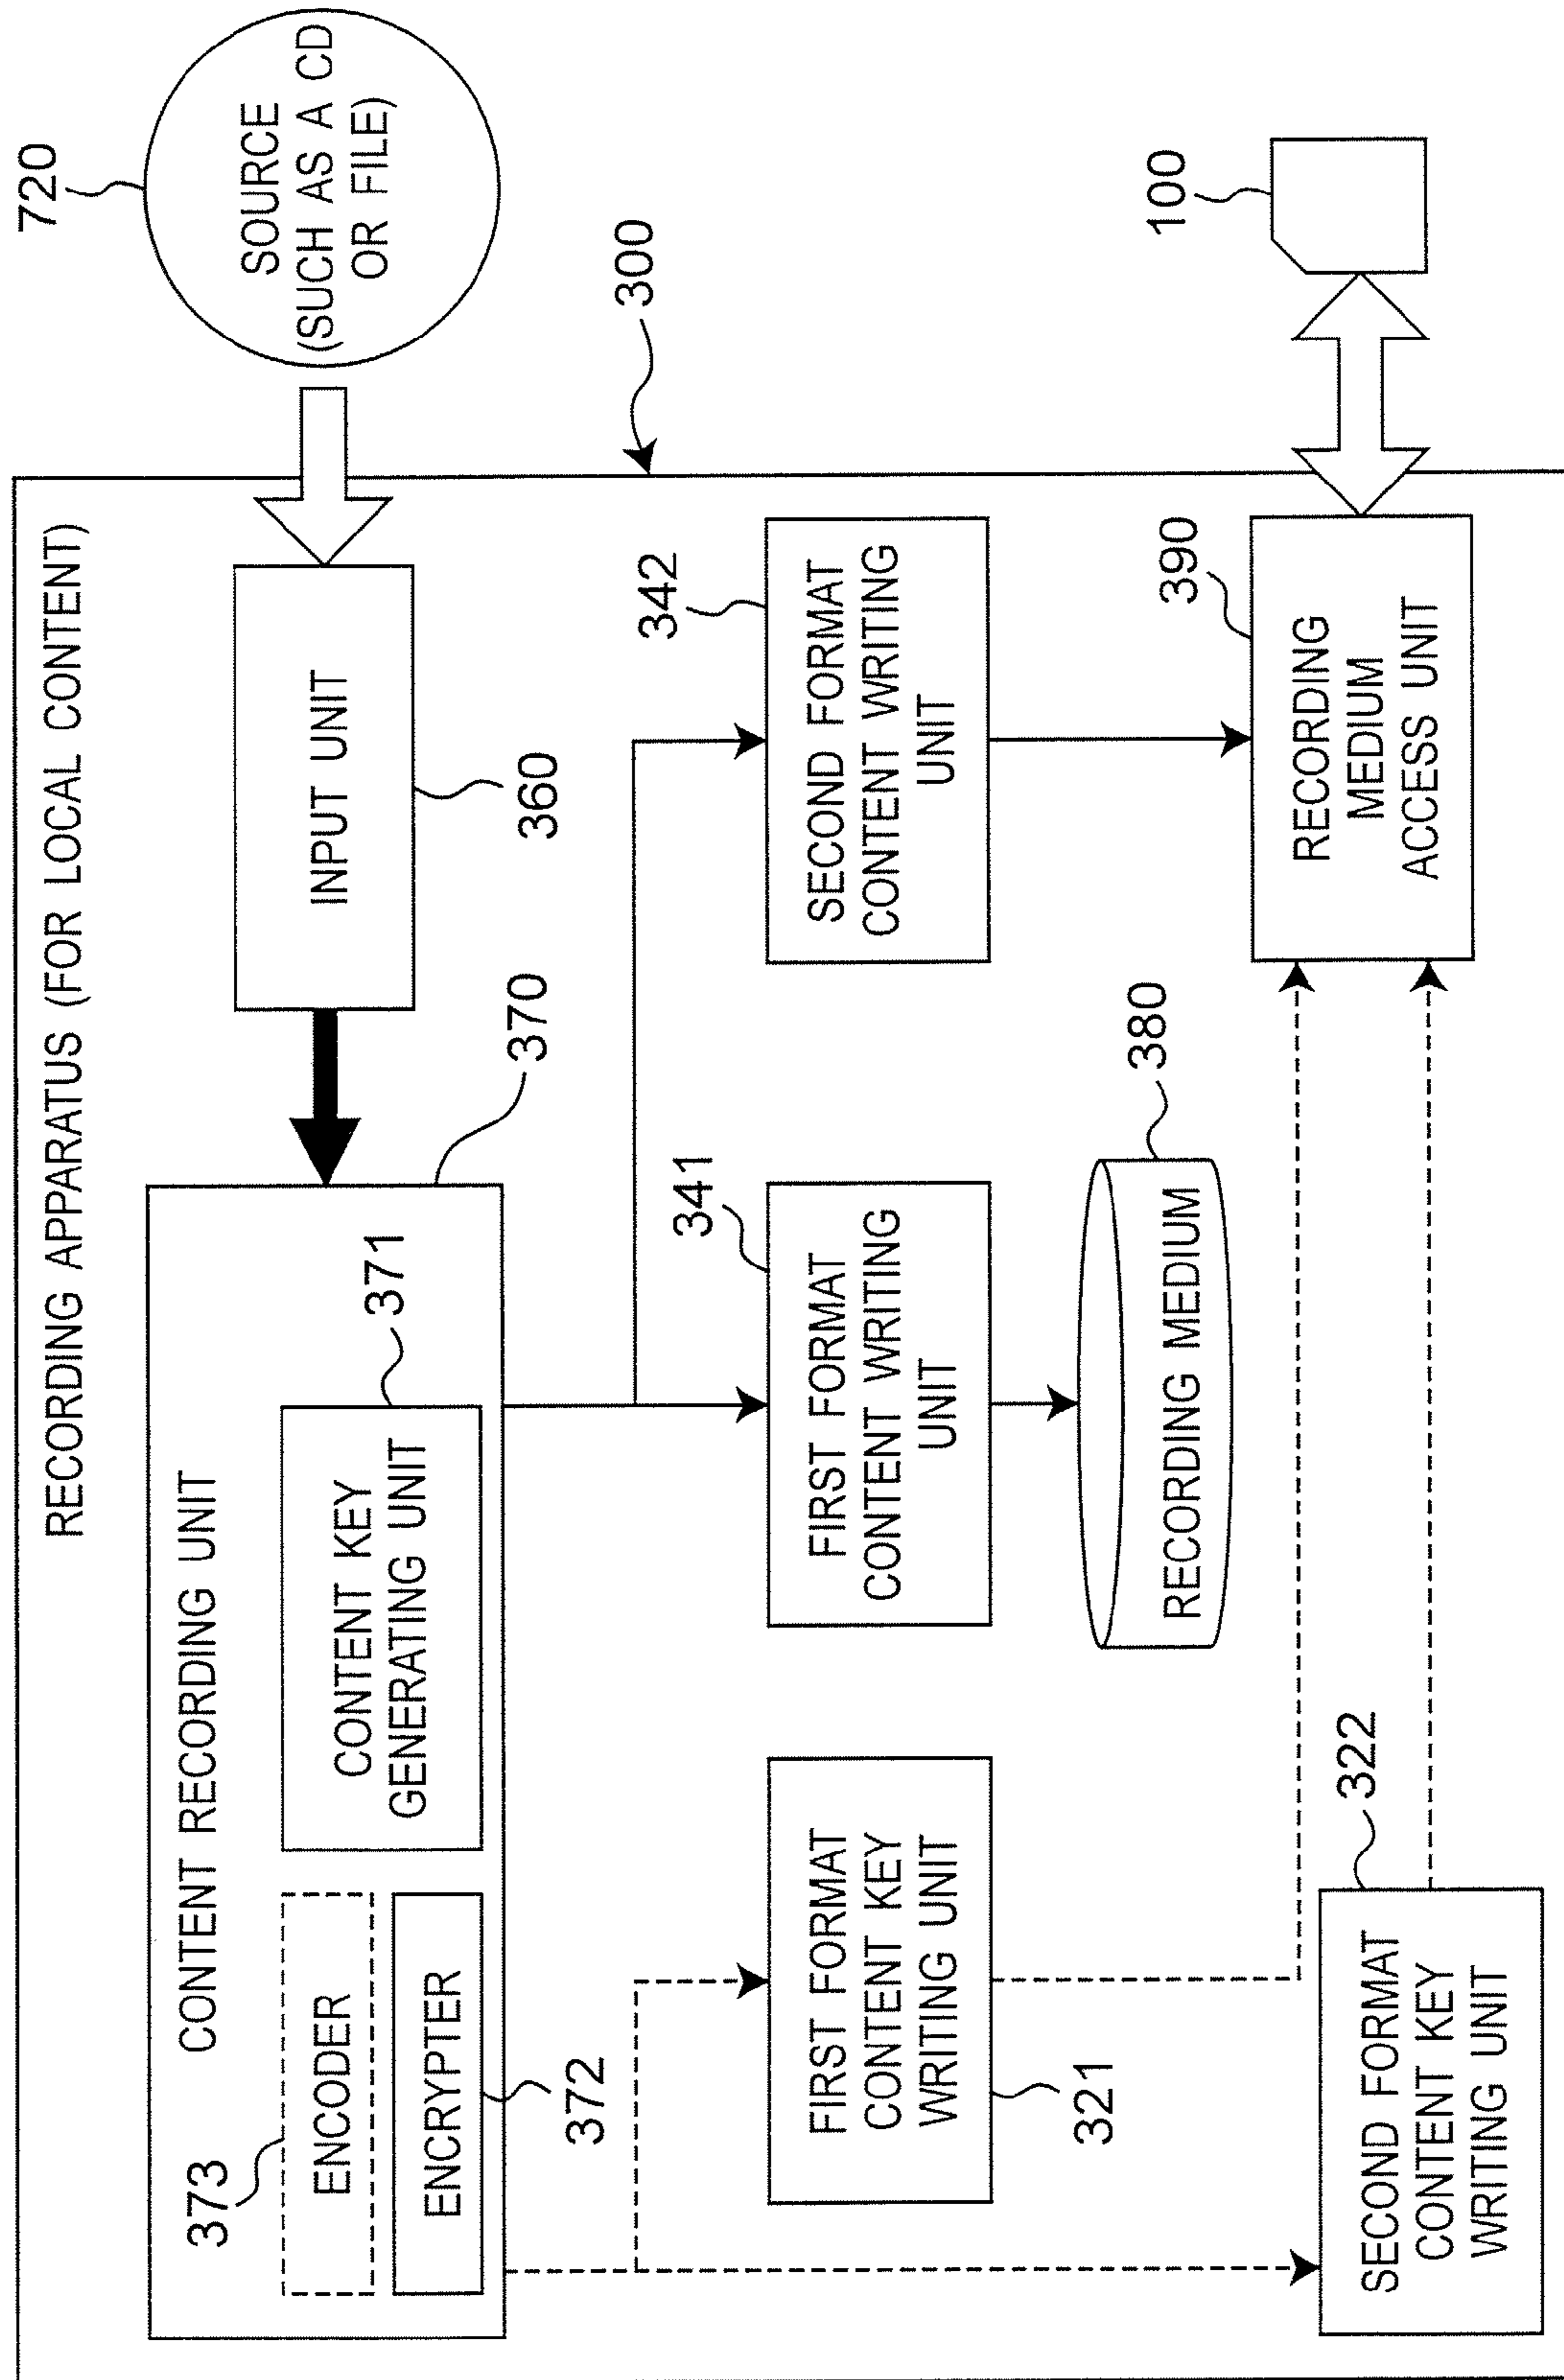 RECORDING APPARATUS (FOR LOCAL CONTENT)
720
SOURCE
(SUCH AS A CD
OR FILE)
300
INPUT UNIT
360
CONTENT RECORDING UNIT
370
373
ENCODER
ENCRYPTER
372
CONTENT KEY
GENERATING UNIT
371
FIRST FORMAT
CONTENT KEY
WRITING UNIT
321
341
FIRST FORMAT
CONTENT WRITING
UNIT
342
SECOND FORMAT
CONTENT WRITING
UNIT
380
RECORDING MEDIUM
390
RECORDING
MEDIUM
ACCESS UNIT
100
322
SECOND FORMAT
CONTENT KEY
WRITING UNIT